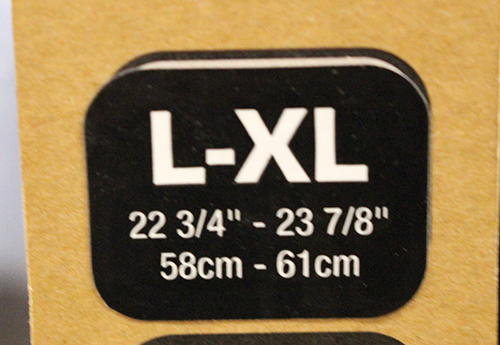 L-XL
22 3/4" - 23 7/8"
58cm - 61cm